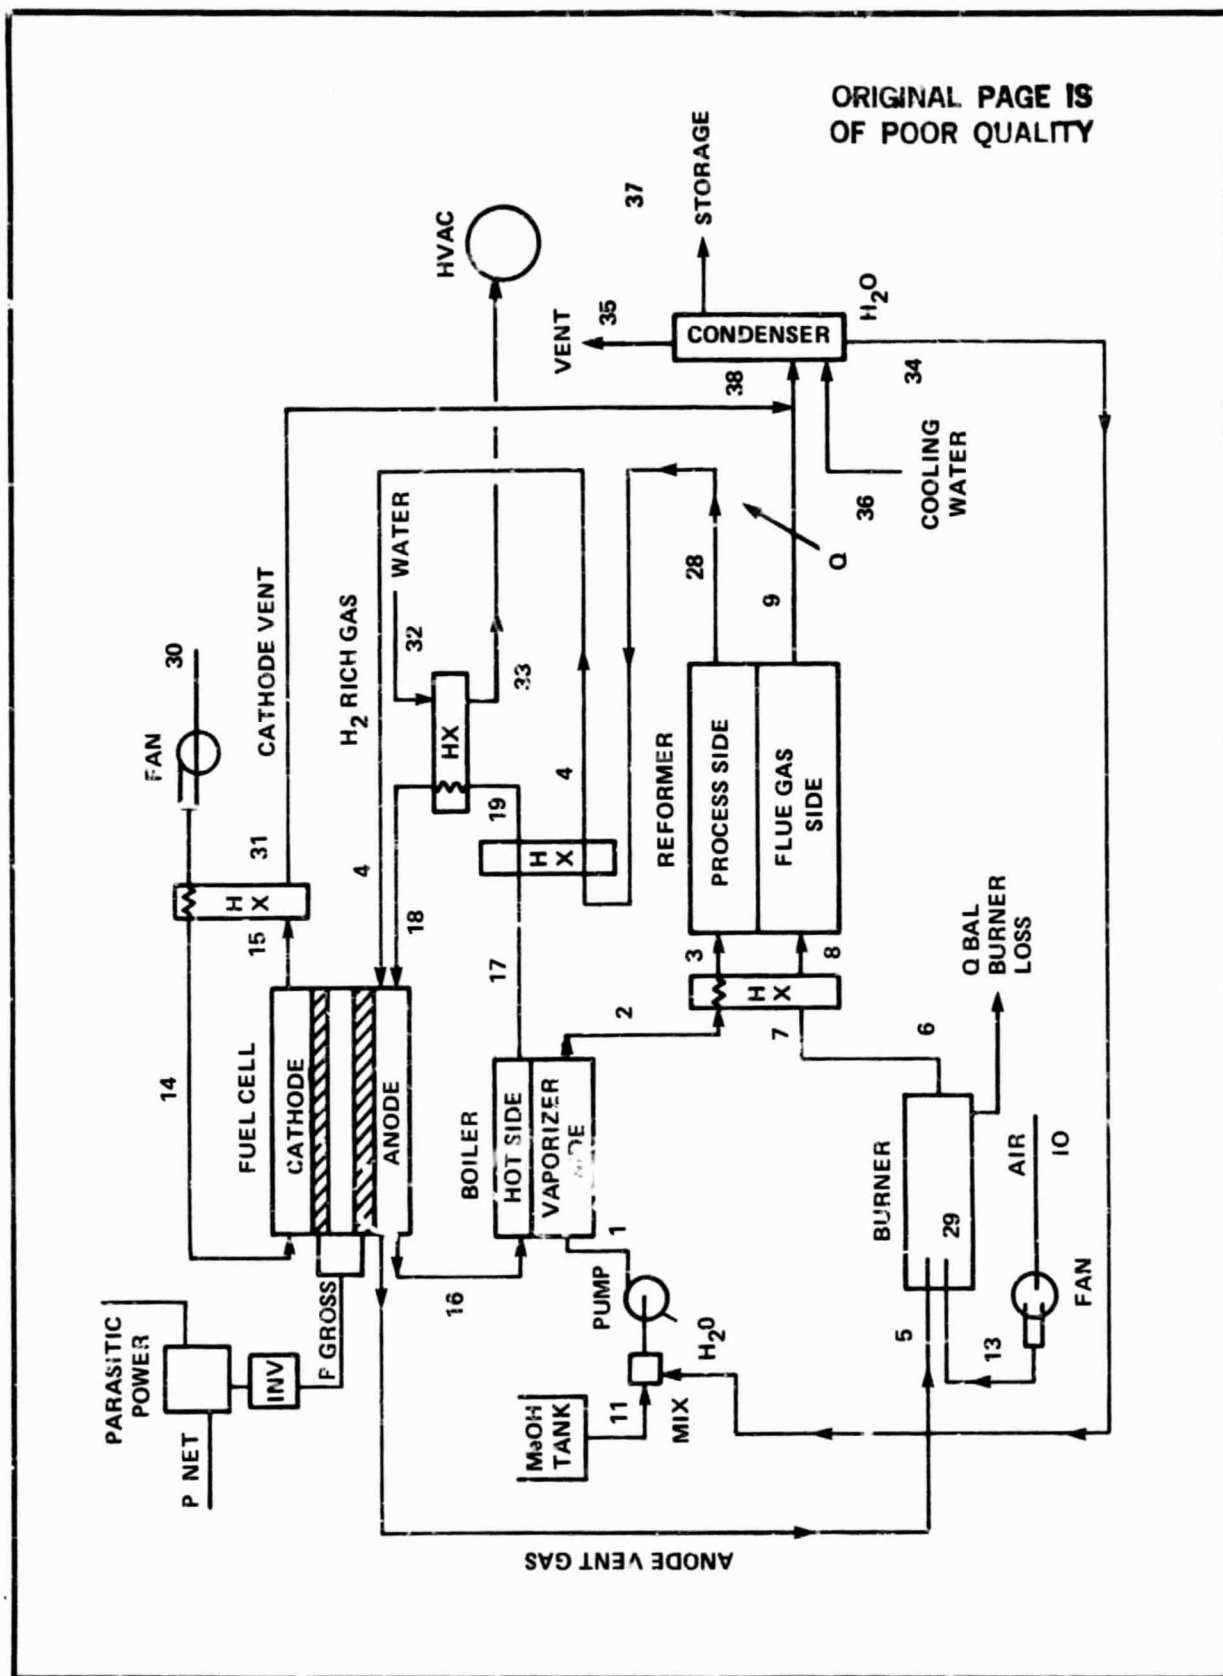 ORIGINAL PAGE IS
OF POOR QUALITY
PARASITIC
POWER
P NET
INV
P GROSS
14
FUEL CELL
CATHODE
ANODE
15
H
X
31
FAN
30
CATHODE VENT
H2 RICH GAS
4
18
16
BOILER
HOT SIDE
VAPORIZER
17
H
X
19
4
HX
WATER
32
33
HVAC
VENT
35
37
STORAGE
CONDENSER
38
H2O
34
36
COOLING
WATER
MeOH
TANK
11
MIX
PUMP
H2O
1
2
3
H
X
7
8
REFORMER
PROCESS SIDE
FLUE GAS
SIDE
28
9
Q
BURNER
29
5
6
Q BAL
BURNER
LOSS
13
FAN
AIR
IO
ANODE VENT GAS